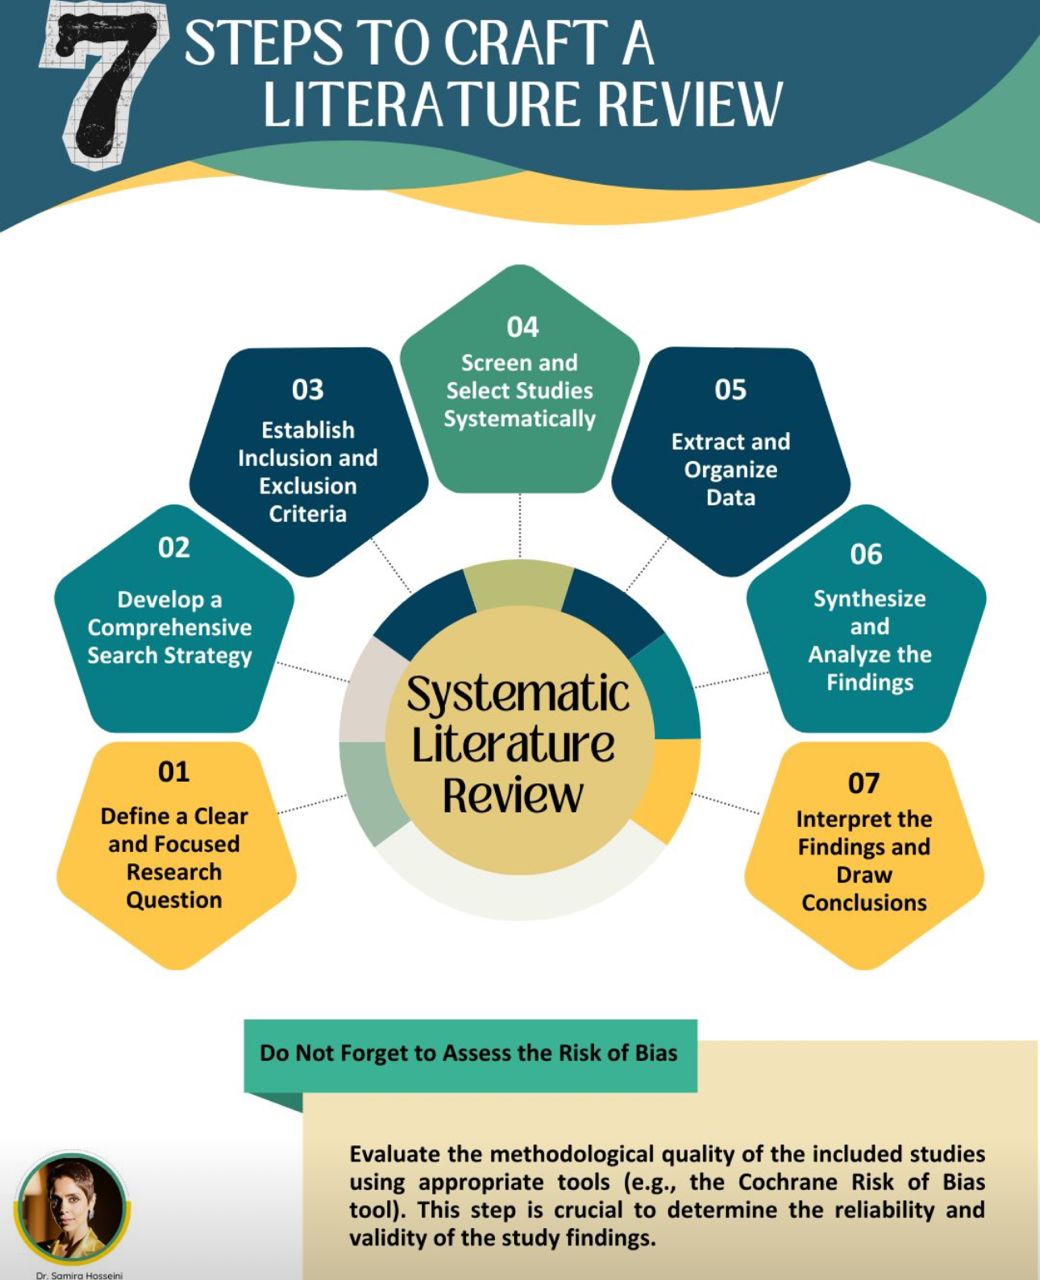 7
STEPS TO CRAFT A
LITERATURE REVIEW
01
Define a Clear
and Focused
Research
Question
02
Develop a
Comprehensive
Search Strategy
03
Establish
Inclusion and
Exclusion
Criteria
04
Screen and
Select Studies
Systematically
05
Extract and
Organize
Data
06
Synthesize
and
Analyze the
Findings
07
Interpret the
Findings and
Draw
Conclusions
Systematic
Literature
Review
Do Not Forget to Assess the Risk of Bias
Evaluate the methodological quality of the included studies
using appropriate tools (e.g., the Cochrane Risk of Bias
tool). This step is crucial to determine the reliability and
validity of the study findings.
Dr. Samira Hosseini